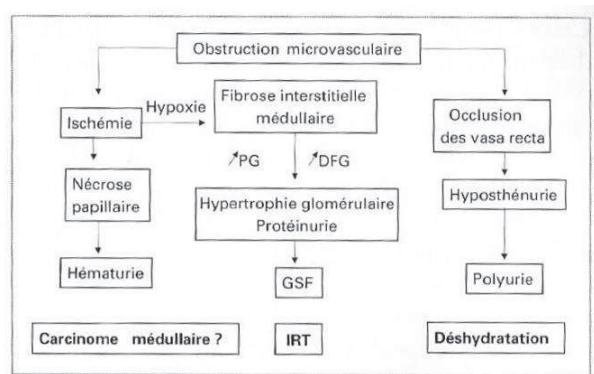 Obstruction microvasculaire
Ischémie
Hypoxie
Fibrose interstitielle
médullaire
Occlusion
des vasa recta
↗PG
↗DFG
Nécrose
papillaire
Hypertrophie glomérulaire
Protéinurie
Hyposthénurie
Hématurie
GSF
Polyurie
Carcinome médullaire ?
IRT
Déshydratation